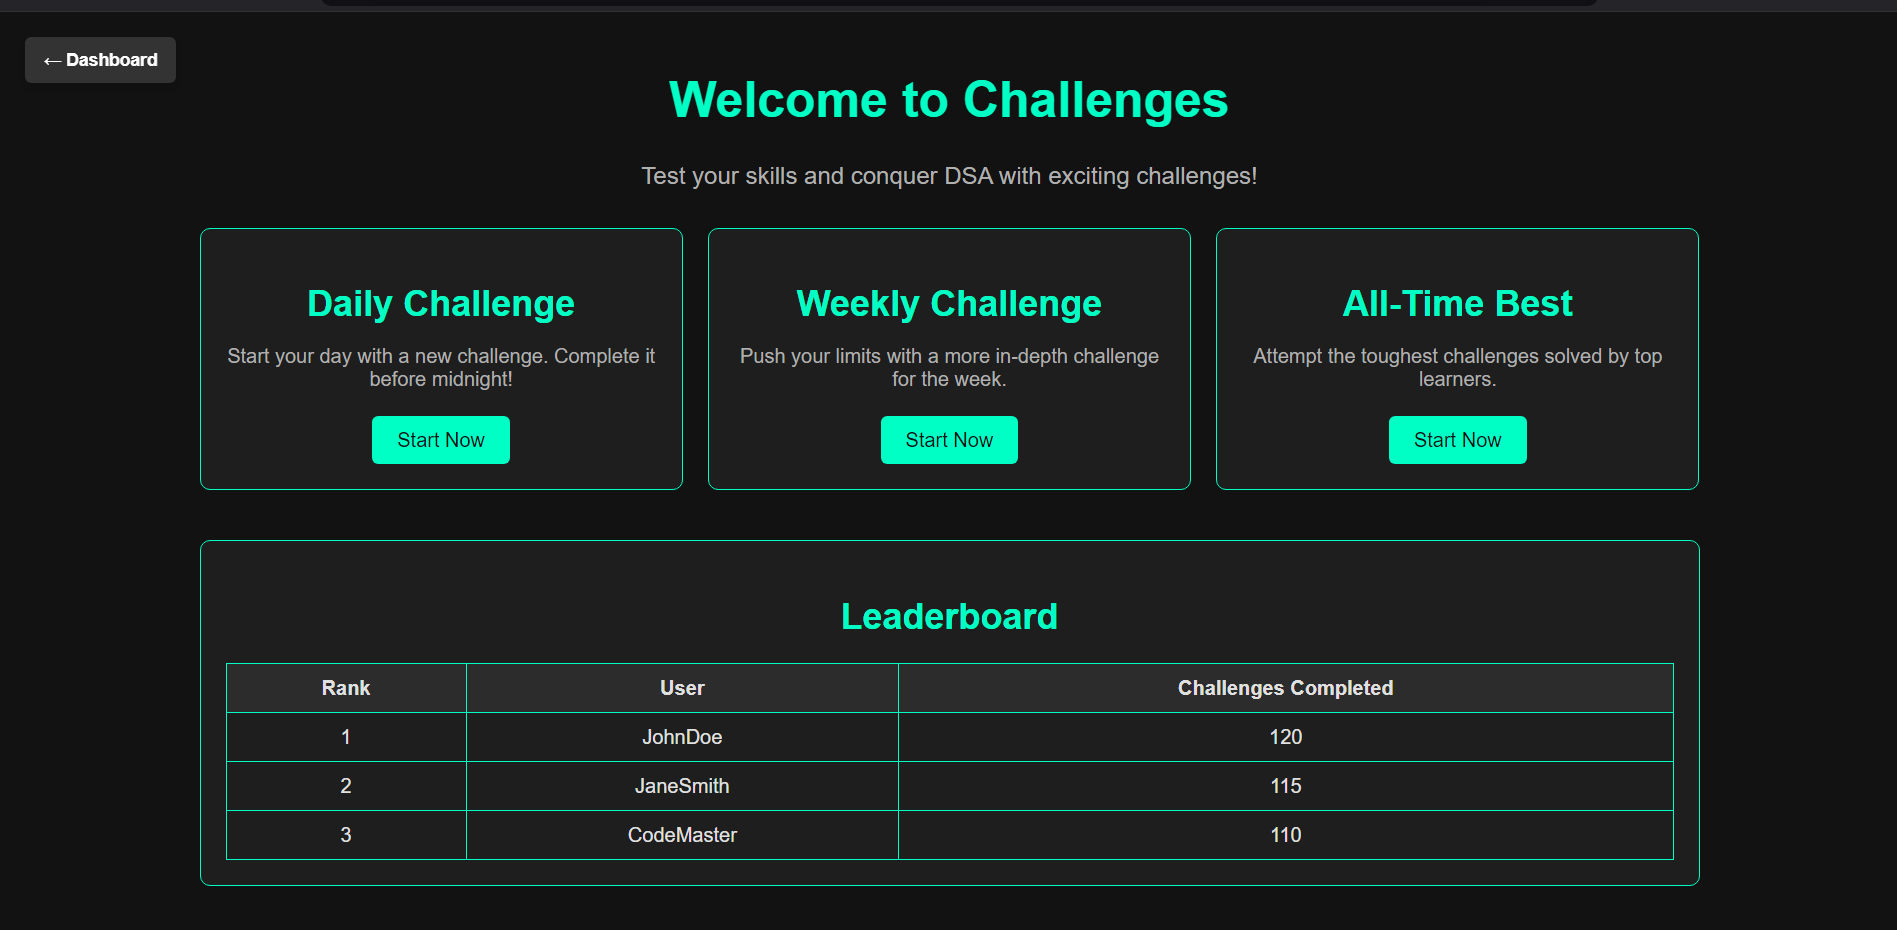 ← Dashboard
Welcome to Challenges
Test your skills and conquer DSA with exciting challenges!
Daily Challenge
Start your day with a new challenge. Complete it
before midnight!
Start Now
Weekly Challenge
Push your limits with a more in-depth challenge
for the week.
Start Now
All-Time Best
Attempt the toughest challenges solved by top
learners.
Start Now
Leaderboard
Rank User Challenges Completed
1 JohnDoe 120
2 JaneSmith 115
3 CodeMaster 110